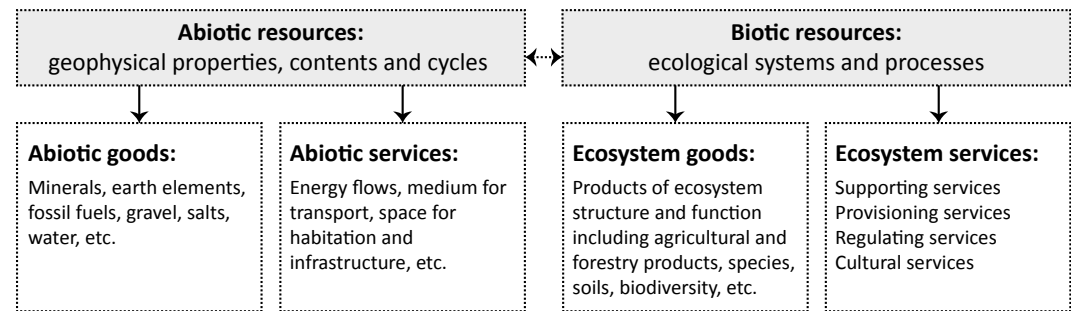 Abiotic resources:
geophysical properties, contents and cycles
Biotic resources:
ecological systems and processes
Abiotic goods:
Minerals, earth elements,
fossil fuels, gravel, salts,
water, etc.
Abiotic services:
Energy flows, medium for
transport, space for
habitation and
infrastructure, etc.
Ecosystem goods:
Products of ecosystem
structure and function
including agricultural and
forestry products, species,
soils, biodiversity, etc.
Ecosystem services:
Supporting services
Provisioning services
Regulating services
Cultural services